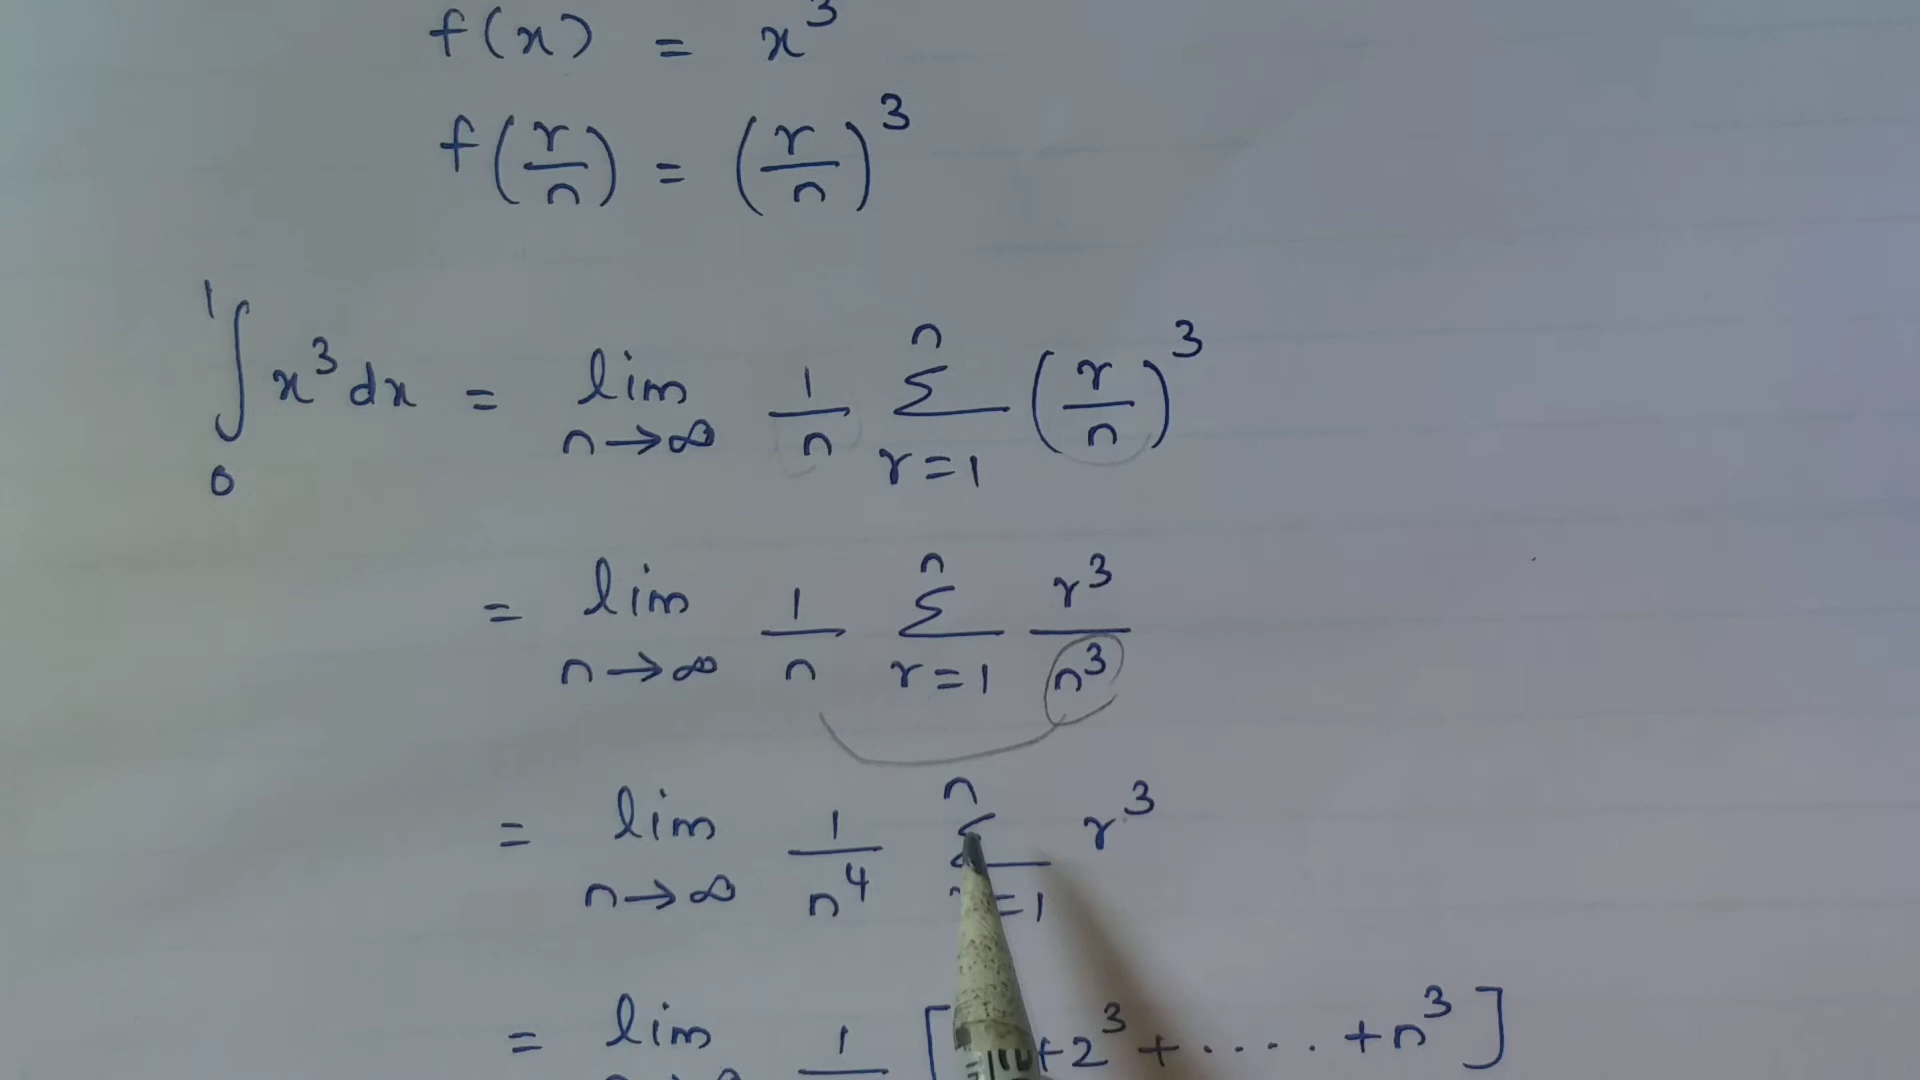 f(x) = x³
f(r/n) = (r/n)³
∫₀¹ x³ dx = lim n→∞ 1/n Σ r=1 n (r/n)³
= lim n→∞ 1/n Σ r=1 n r³/n³
= lim n→∞ 1/n⁴ Σ =1 n r³
= lim 1 [ +2³ + ..... + n³ ]